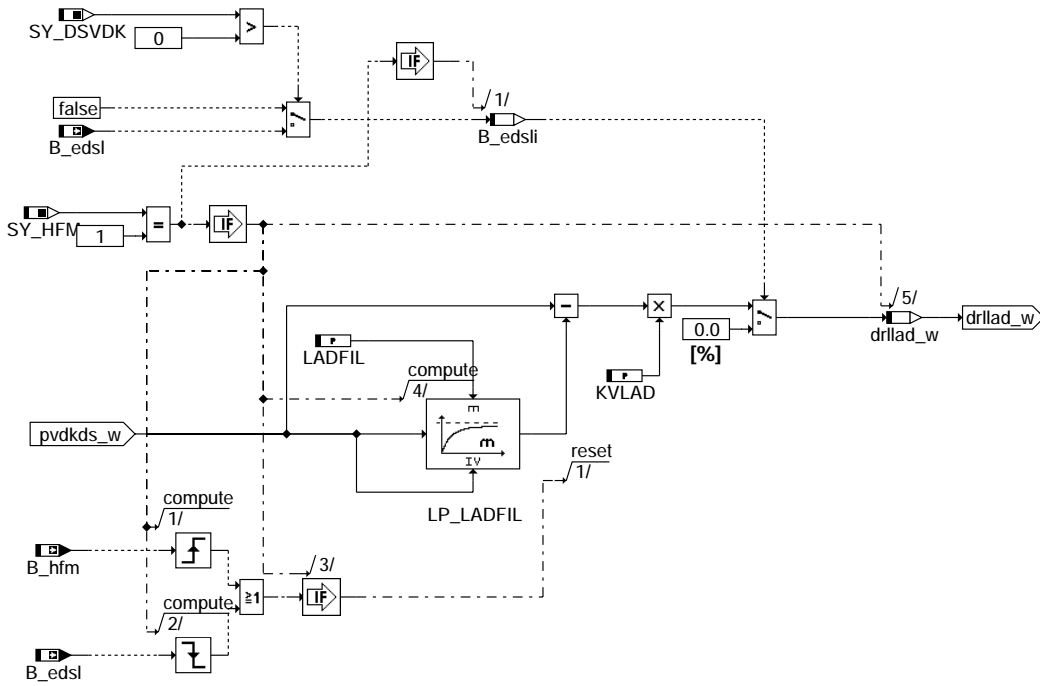 SY_DSVDK
0
>
IF
false
B_edsl
1/
B_edsli
SY_HFM
1
=
IF
5/
drllad_w
drllad_w
−
×
0.0
[%]
KVLAD
P
LADFIL
P
compute
4/
pvdkds_w
m
m
IV
LP_LADFIL
reset
1/
compute
1/
B_hfm
3/
≧1
IF
compute
2/
B_edsl